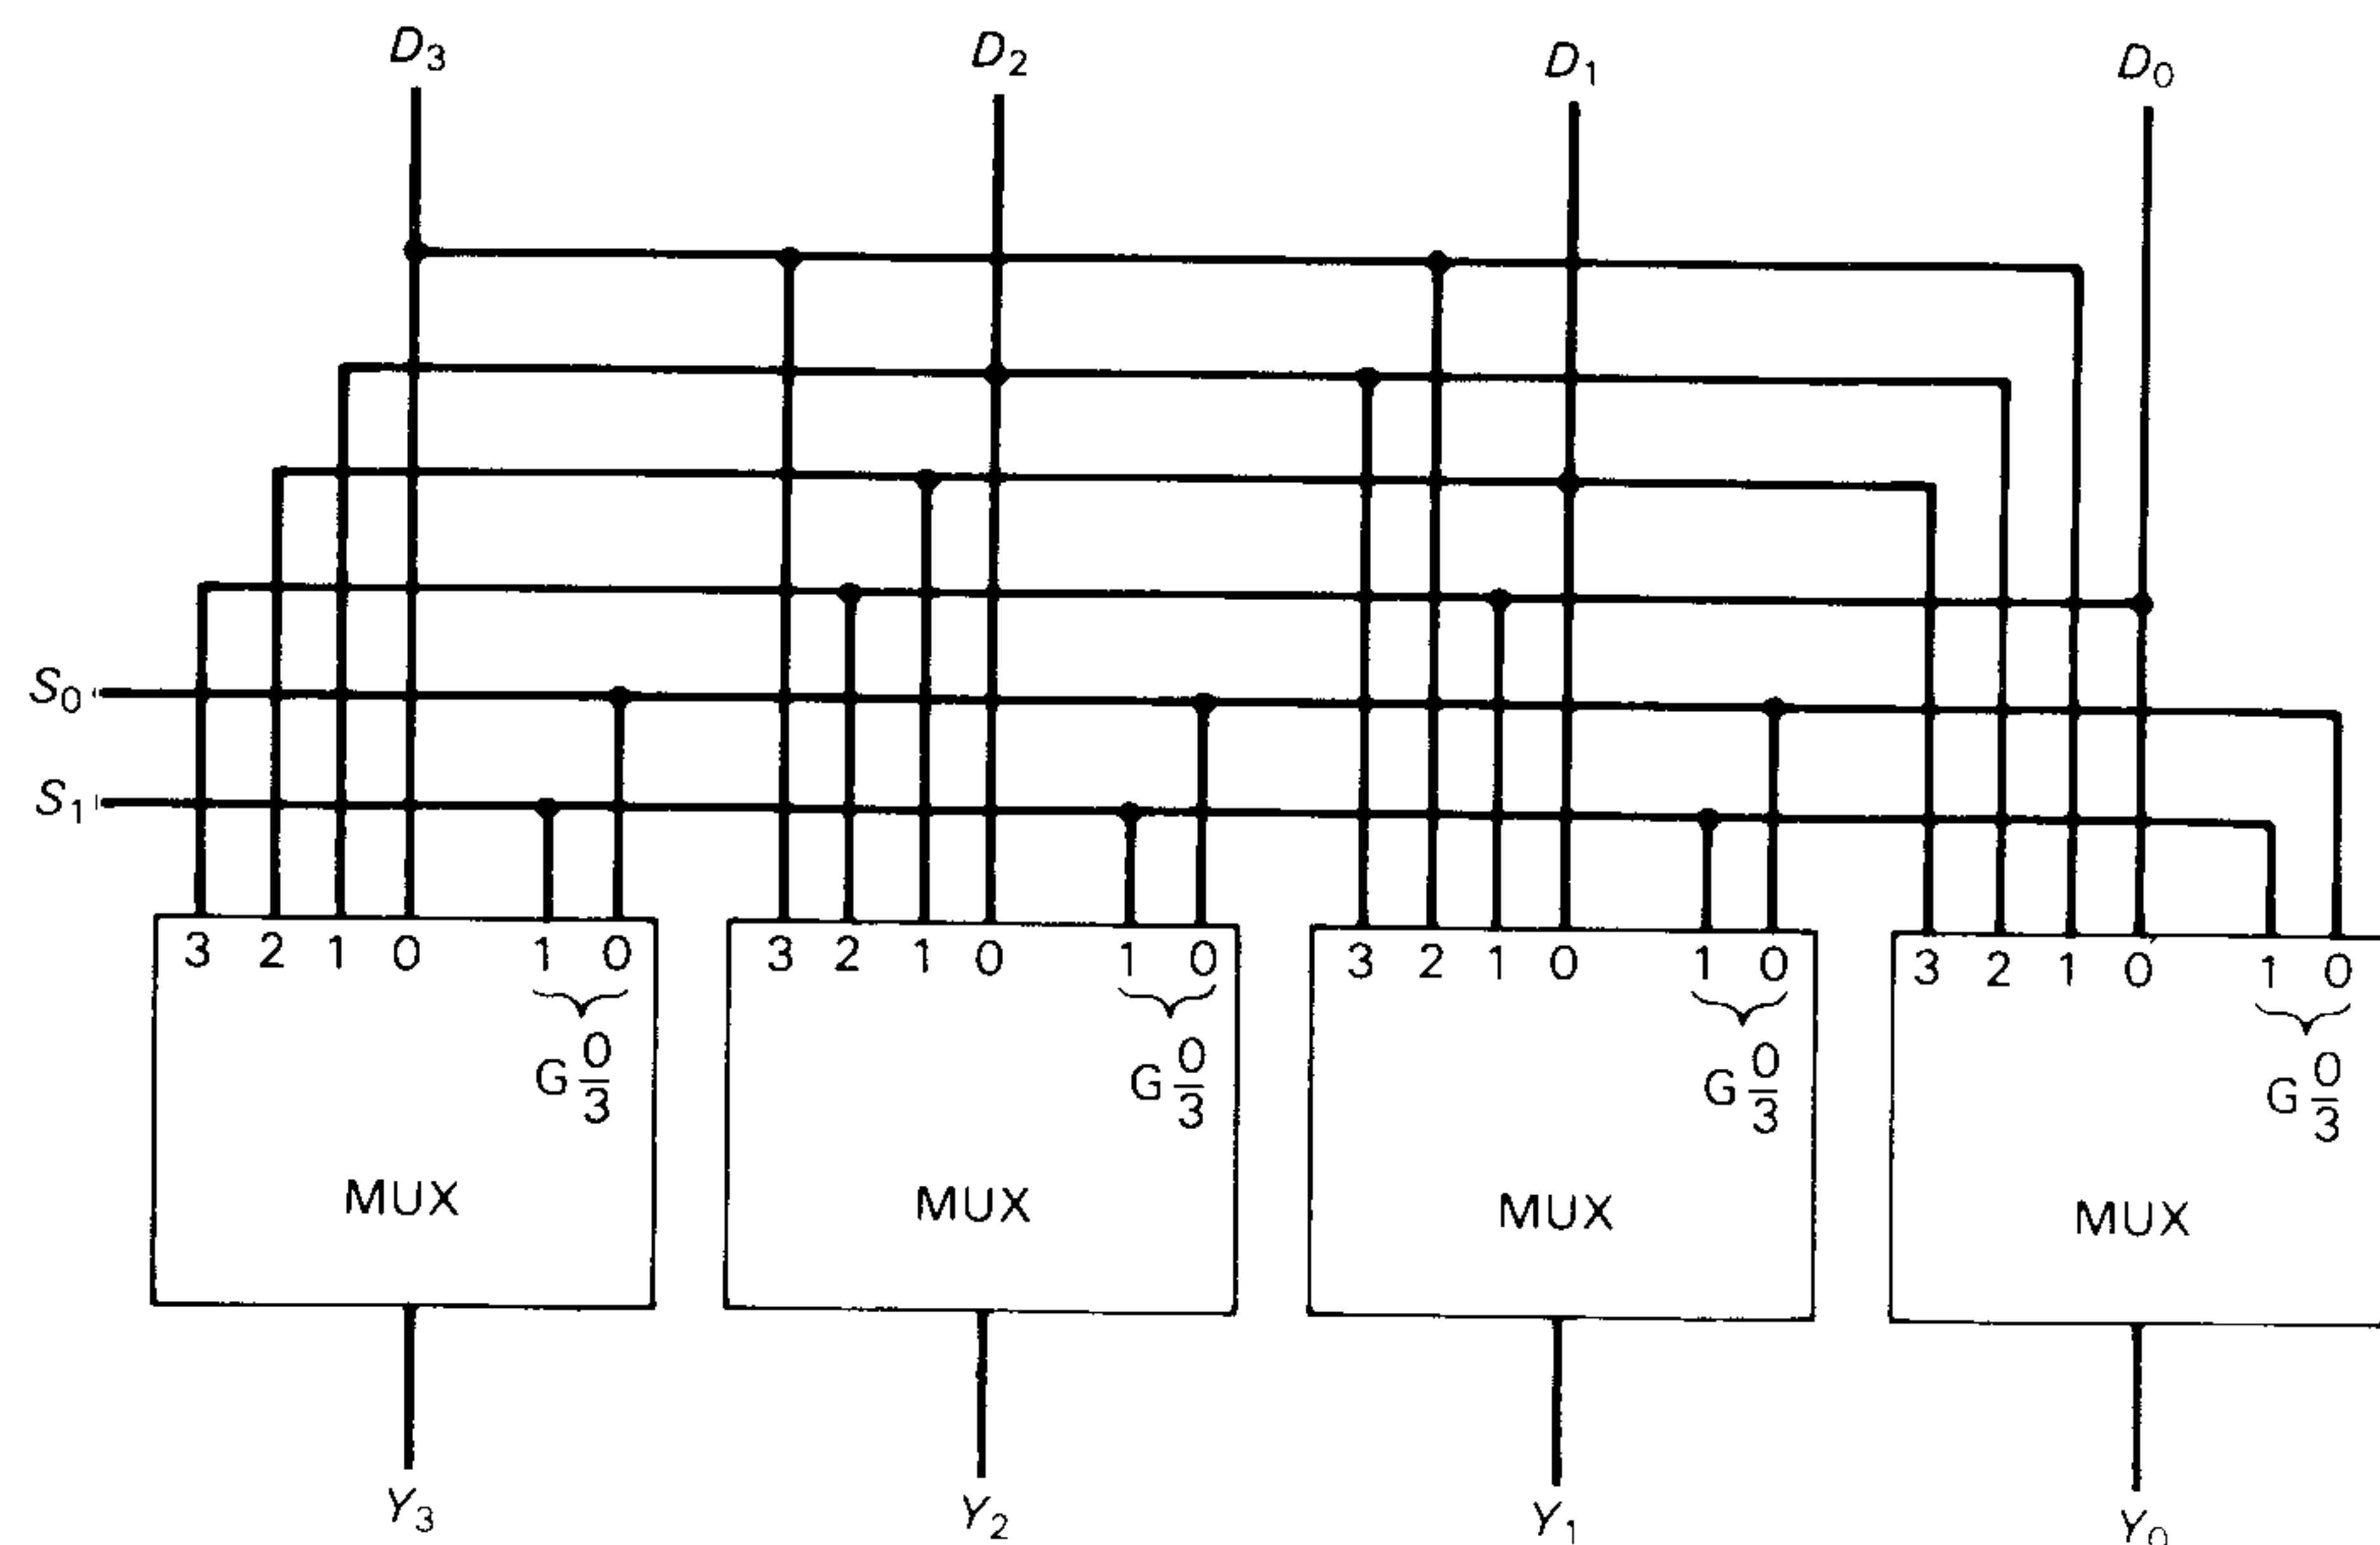 D₃ D₂ D₁ D₀
S₀
S₁
3 2 1 0 1 0 3 2 1 0 1 0 3 2 1 0 1 0 3 2 1 0 1 0
G 0/3 G 0/3 G 0/3 G 0/3
MUX MUX MUX MUX
Y₃ Y₂ Y₁ Y₀